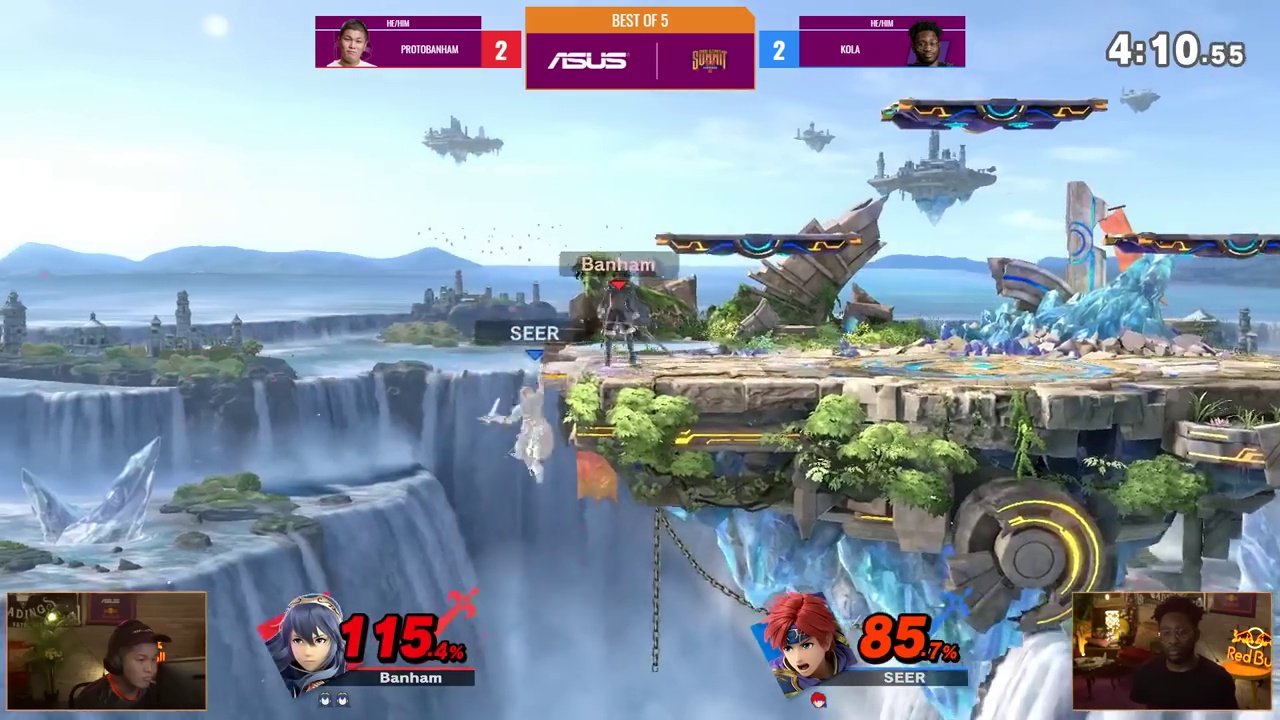 HE/HIM
PROTOBANHAM
2
BEST OF 5
ASUS
SUMMIT
2
HE/HIM
KOLA
4:10.55
Banham
SEER
115.4%
Banham
85.7%
SEER
Red Bu